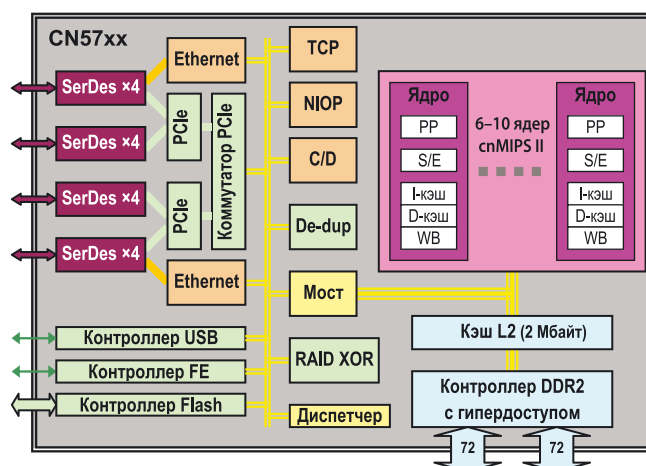 CN57xx
SerDes ×4
SerDes ×4
SerDes ×4
SerDes ×4
Ethernet
PCIe
PCIe
Коммутатор PCIe
Ethernet
Контроллер USB
Контроллер FE
Контроллер Flash
TCP
NIOP
C/D
De-dup
Мост
RAID XOR
Диспетчер
Ядро
PP
S/E
I-кэш
D-кэш
WB
6–10 ядер
cnMIPS II
Ядро
PP
S/E
I-кэш
D-кэш
WB
Кэш L2 (2 Мбайт)
Контроллер DDR2
с гипердоступом
72
72